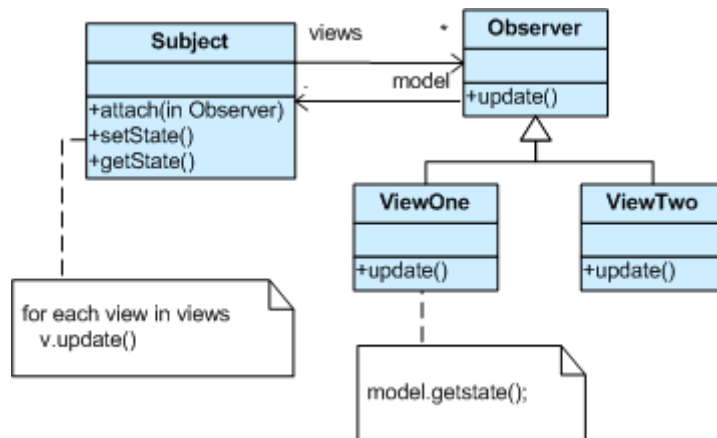 Subject
+attach(in Observer)
+setState()
+getState()
views
*
model
Observer
+update()
ViewOne
+update()
ViewTwo
+update()
for each view in views
v.update()
model.getstate();